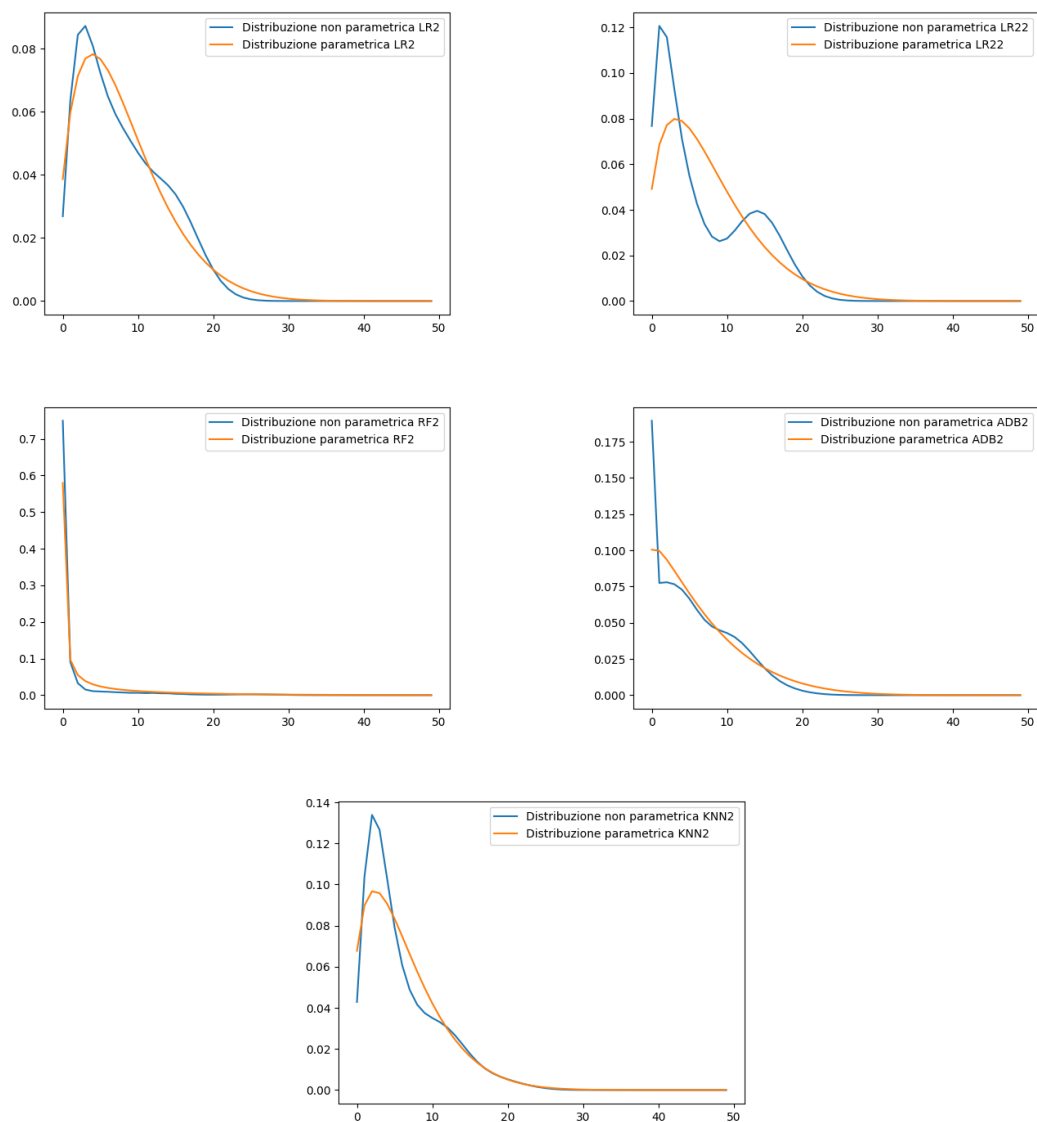 Distribuzione non parametrica LR2
Distribuzione parametrica LR2
0.08
0.06
0.04
0.02
0.00
0 10 20 30 40 50
Distribuzione non parametrica LR22
Distribuzione parametrica LR22
0.12
0.10
0.08
0.06
0.04
0.02
0.00
0 10 20 30 40 50
Distribuzione non parametrica RF2
Distribuzione parametrica RF2
0.7
0.6
0.5
0.4
0.3
0.2
0.1
0.0
0 10 20 30 40 50
Distribuzione non parametrica ADB2
Distribuzione parametrica ADB2
0.175
0.150
0.125
0.100
0.075
0.050
0.025
0.000
0 10 20 30 40 50
Distribuzione non parametrica KNN2
Distribuzione parametrica KNN2
0.14
0.12
0.10
0.08
0.06
0.04
0.02
0.00
0 10 20 30 40 50